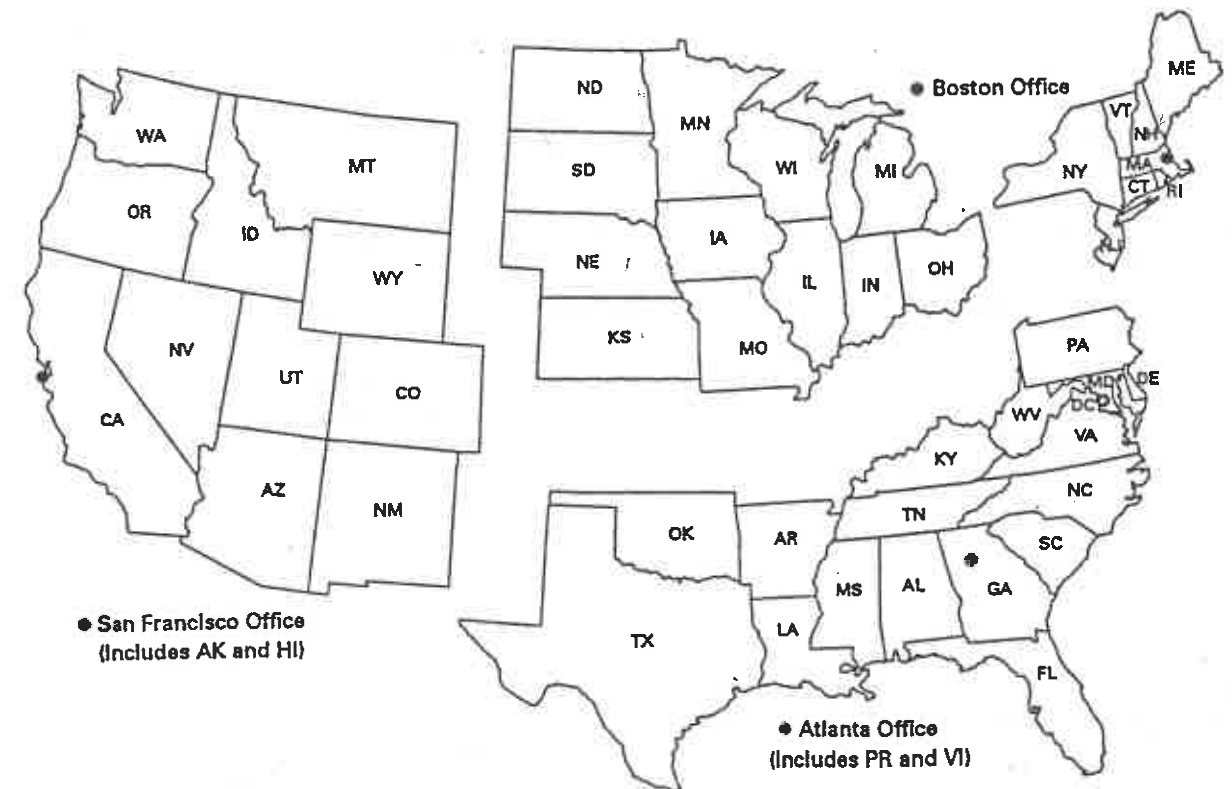 ND
ME
Boston Office
VT
MN
WA
NH
MT
WI
MI
MA
NY
SD
CT
RI
OR
ID
IA
NE
WY
IL
IN
OH
KS
MO
NV
PA
UT
DE
MD
CO
DC
CA
WV
VA
KY
AZ
NC
NM
TN
OK
AR
SC
MS
AL
GA
San Francisco Office
(Includes AK and HI)
LA
TX
FL
Atlanta Office
(Includes PR and VI)